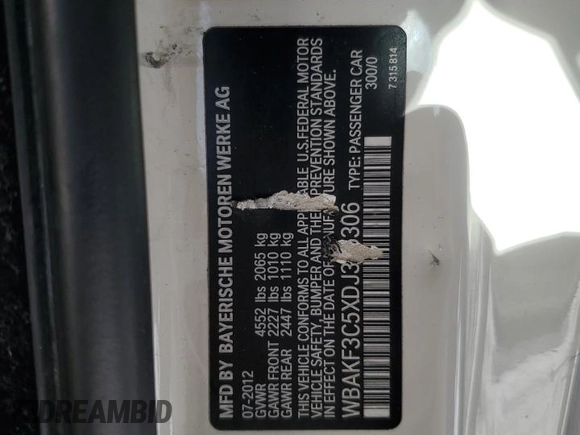 MFD BY BAYERISCHE MOTOREN WERKE AG
07-2012
GVWR 4552 lbs 2065 kg
GAWR FRONT 2227 lbs 1010 kg
GAWR REAR 2447 lbs 1110 kg
THIS VEHICLE CONFORMS TO ALL U.S. FEDERAL MOTOR
VEHICLE SAFETY, BUMPER AND PREVENTION STANDARDS
IN EFFECT ON THE DATE OF SHOWN ABOVE.
WBAKF3C5XDJ 306 TYPE: PASSENGER CAR
300/0
7 315 814
DREAMBID